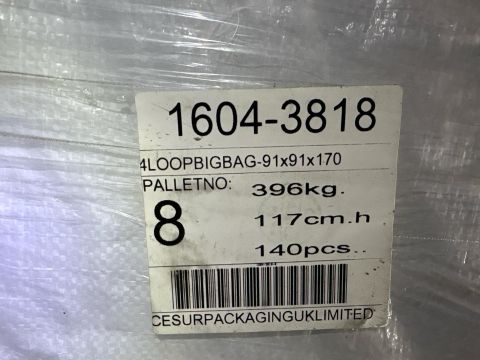 1604-3818
4LOOPBIGBAG-91x91x170
PALLETNO:
8
396kg.
117cm.h
140pcs..
CESURPACKAGINGUKLIMITED